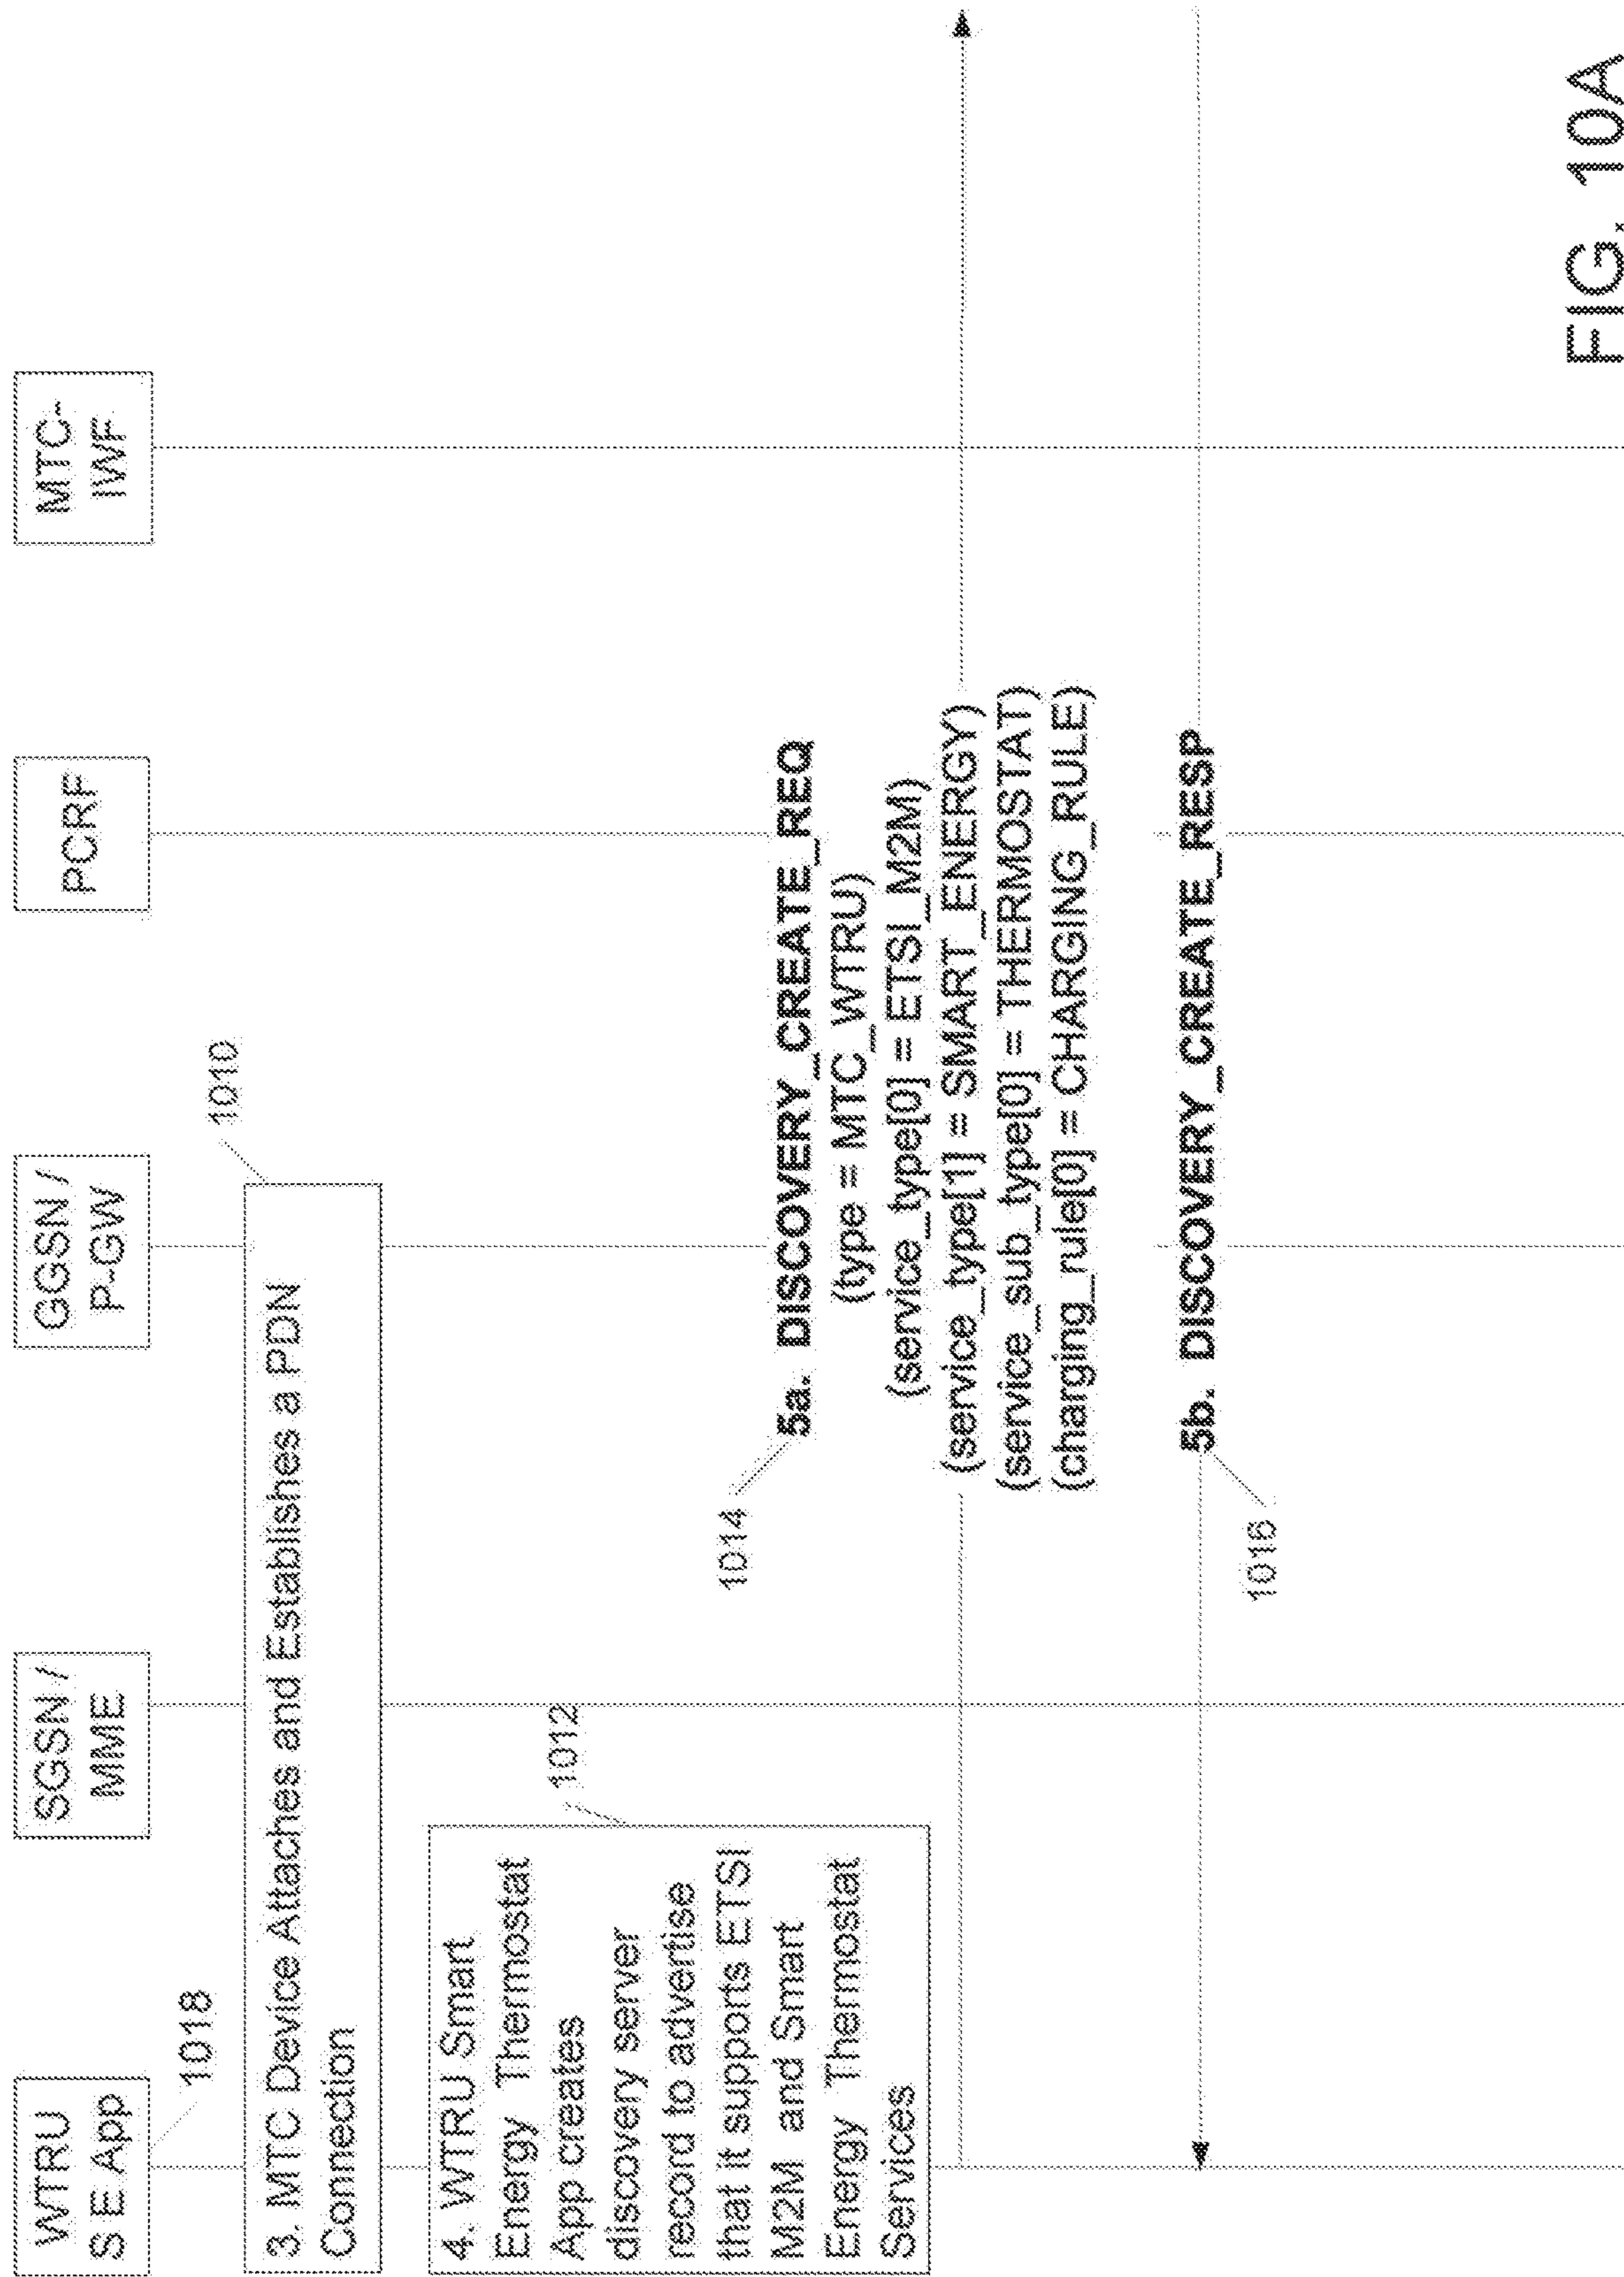 WTRU
S E App
SGSN /
MME
GGSN /
P-GW
PCRF
MTC-
IWF
1018
1010
3. MTC Device Attaches and Establishes a PDN
Connection
4. WTRU Smart
Energy Thermostat
App creates
discovery server
record to advertise
that it supports ETSI
M2M and Smart
Energy Thermostat
Services
1012
1014
5a. DISCOVERY_CREATE_REQ
(type = MTC_WTRU)
(service_type[0] = ETSI_M2M)
(service_type[1] = SMART_ENERGY)
(service_sub_type[0] = THERMOSTAT)
(charging_rule[0] = CHARGING_RULE)
5b. DISCOVERY_CREATE_RESP
1016
FIG. 10A